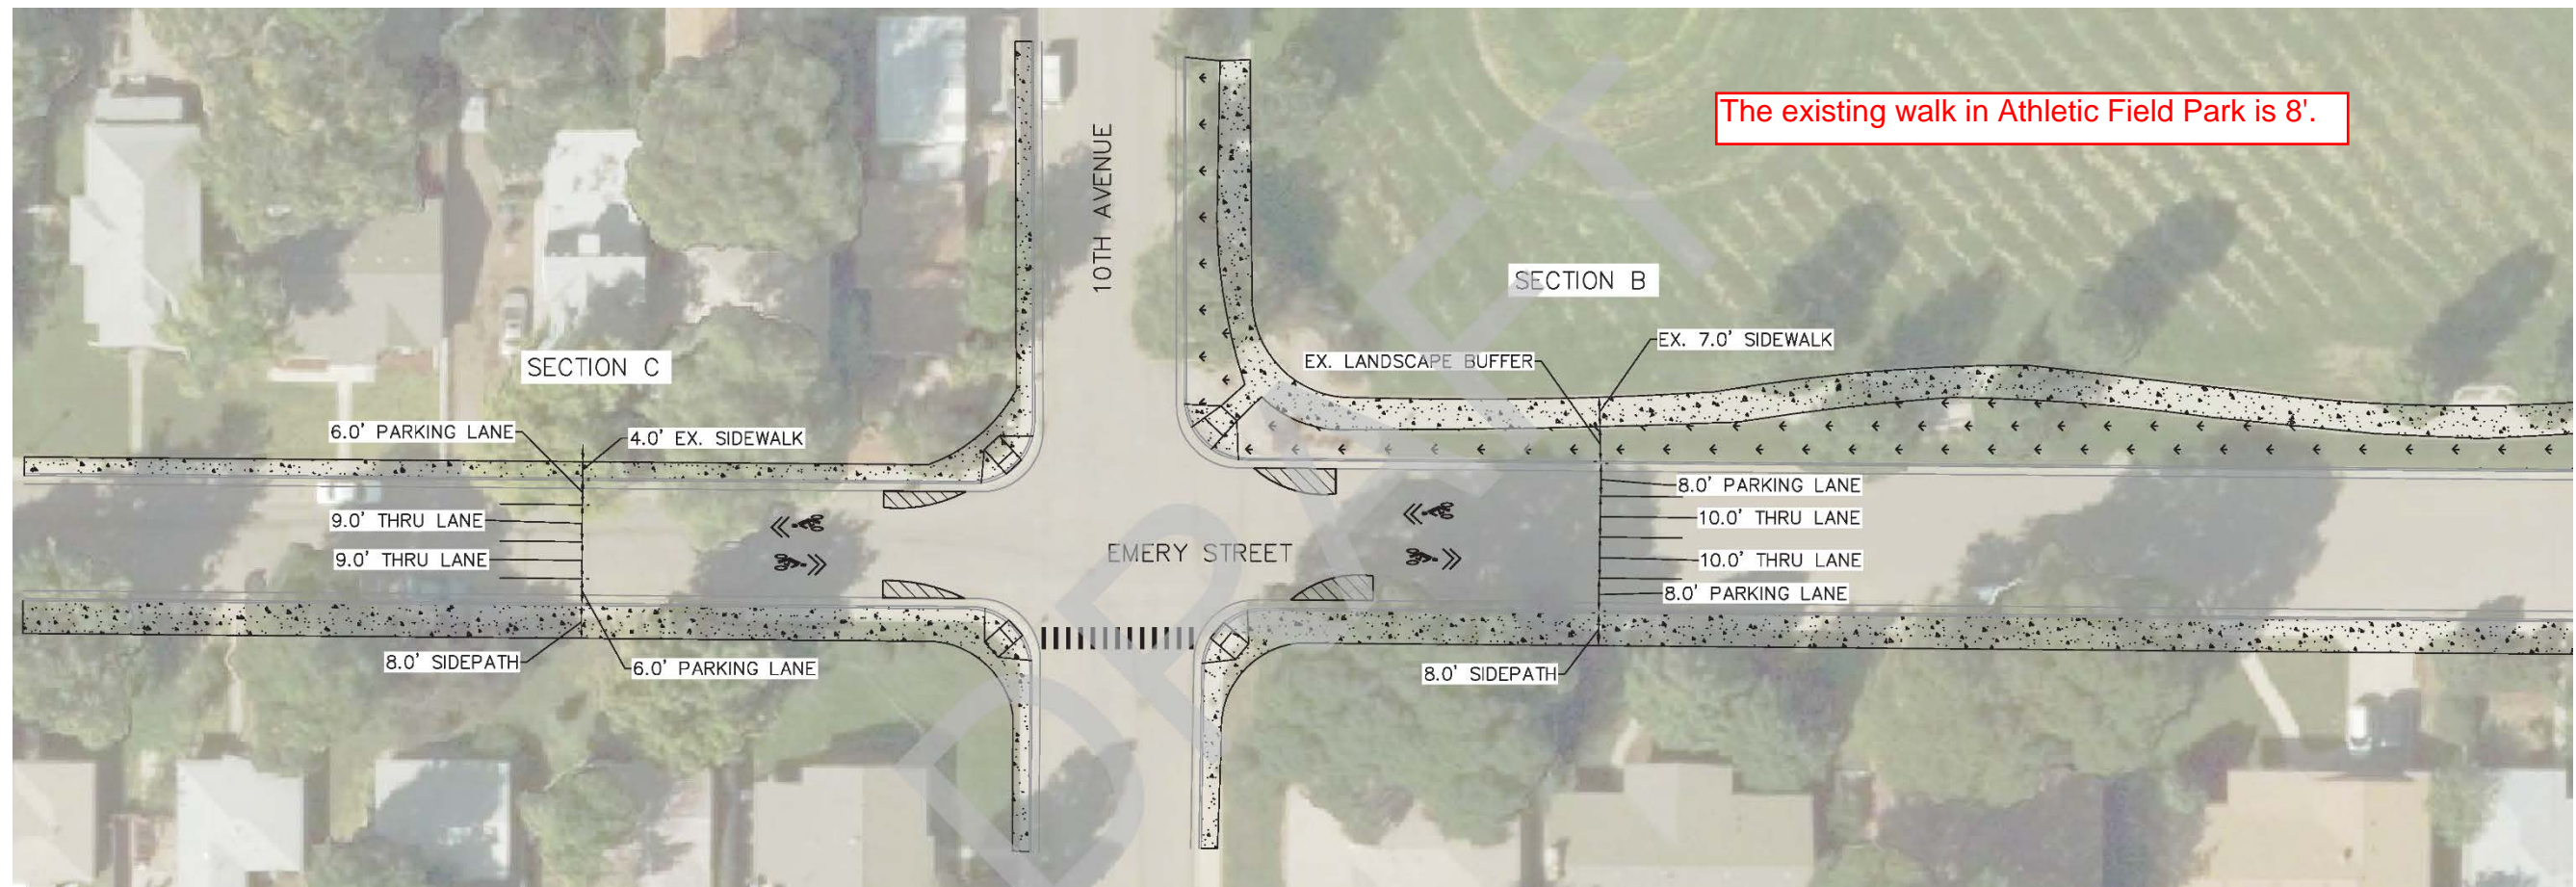 The existing walk in Athletic Field Park is 8'.
10TH AVENUE
SECTION B
SECTION C
EX. 7.0' SIDEWALK
EX. LANDSCAPE BUFFER
6.0' PARKING LANE
4.0' EX. SIDEWALK
8.0' PARKING LANE
9.0' THRU LANE
10.0' THRU LANE
EMERY STREET
9.0' THRU LANE
10.0' THRU LANE
8.0' PARKING LANE
8.0' SIDEPATH
6.0' PARKING LANE
8.0' SIDEPATH
DRAFT